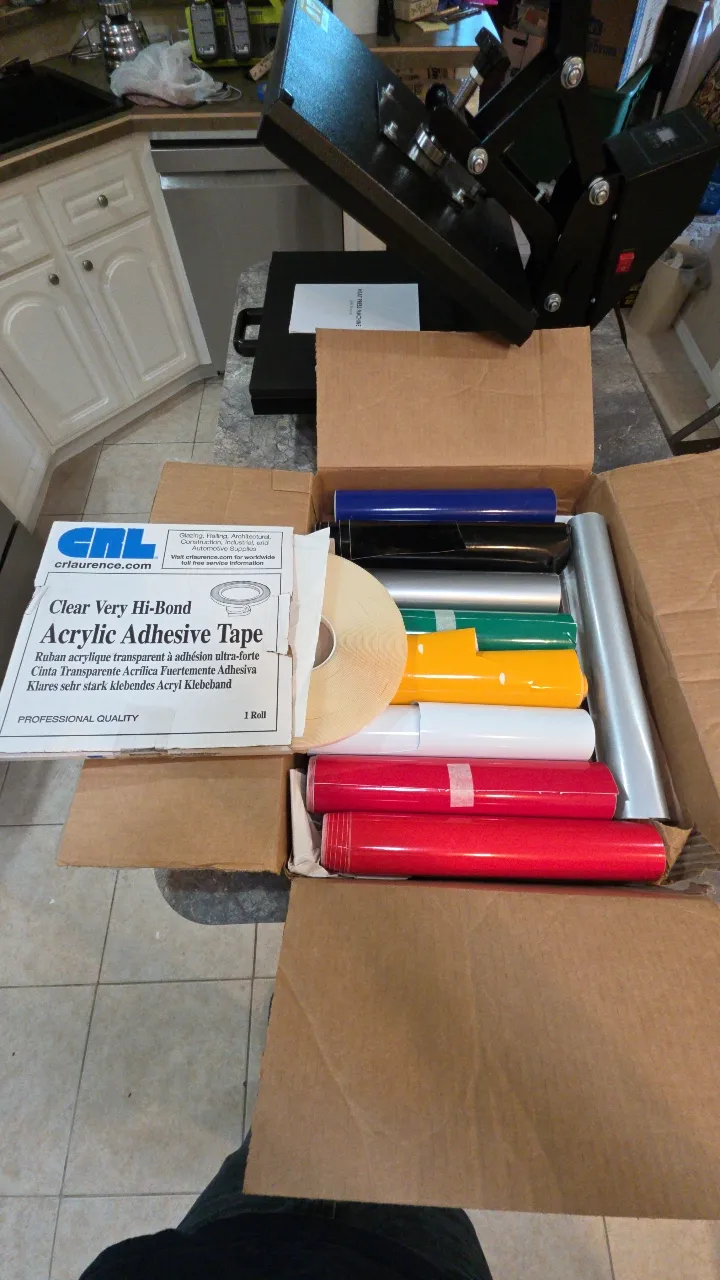 CRL
crlaurence.com
Glazing, Railing, Architectural,
Construction, Industrial, and
Automotive Supplies
Visit crlaurence.com for worldwide
toll free service information
Clear Very Hi-Bond
Acrylic Adhesive Tape
Ruban acrylique transparent à adhésion ultra-forte
Cinta Transparente Acrílica Fuertemente Adhesiva
Klares sehr stark klebendes Acryl Klebeband
PROFESSIONAL QUALITY
1 Roll